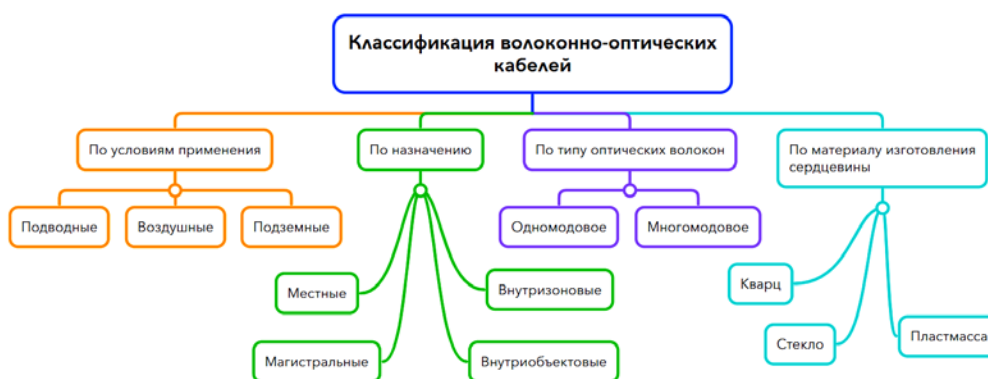 Классификация волоконно-оптических
кабелей
По условиям применения
По назначению
По типу оптических волокон
По материалу изготовления
сердцевины
Подводные
Воздушные
Подземные
Одномодовое
Многомодовое
Местные
Внутризоновые
Кварц
Магистральные
Внутриобъектовые
Стекло
Пластмасса